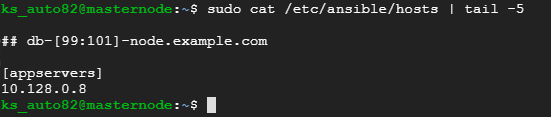 ks_auto82@masternode:~$ sudo cat /etc/ansible/hosts | tail -5
## db-[99:101]-node.example.com
[appservers]
10.128.0.8
ks_auto82@masternode:~$